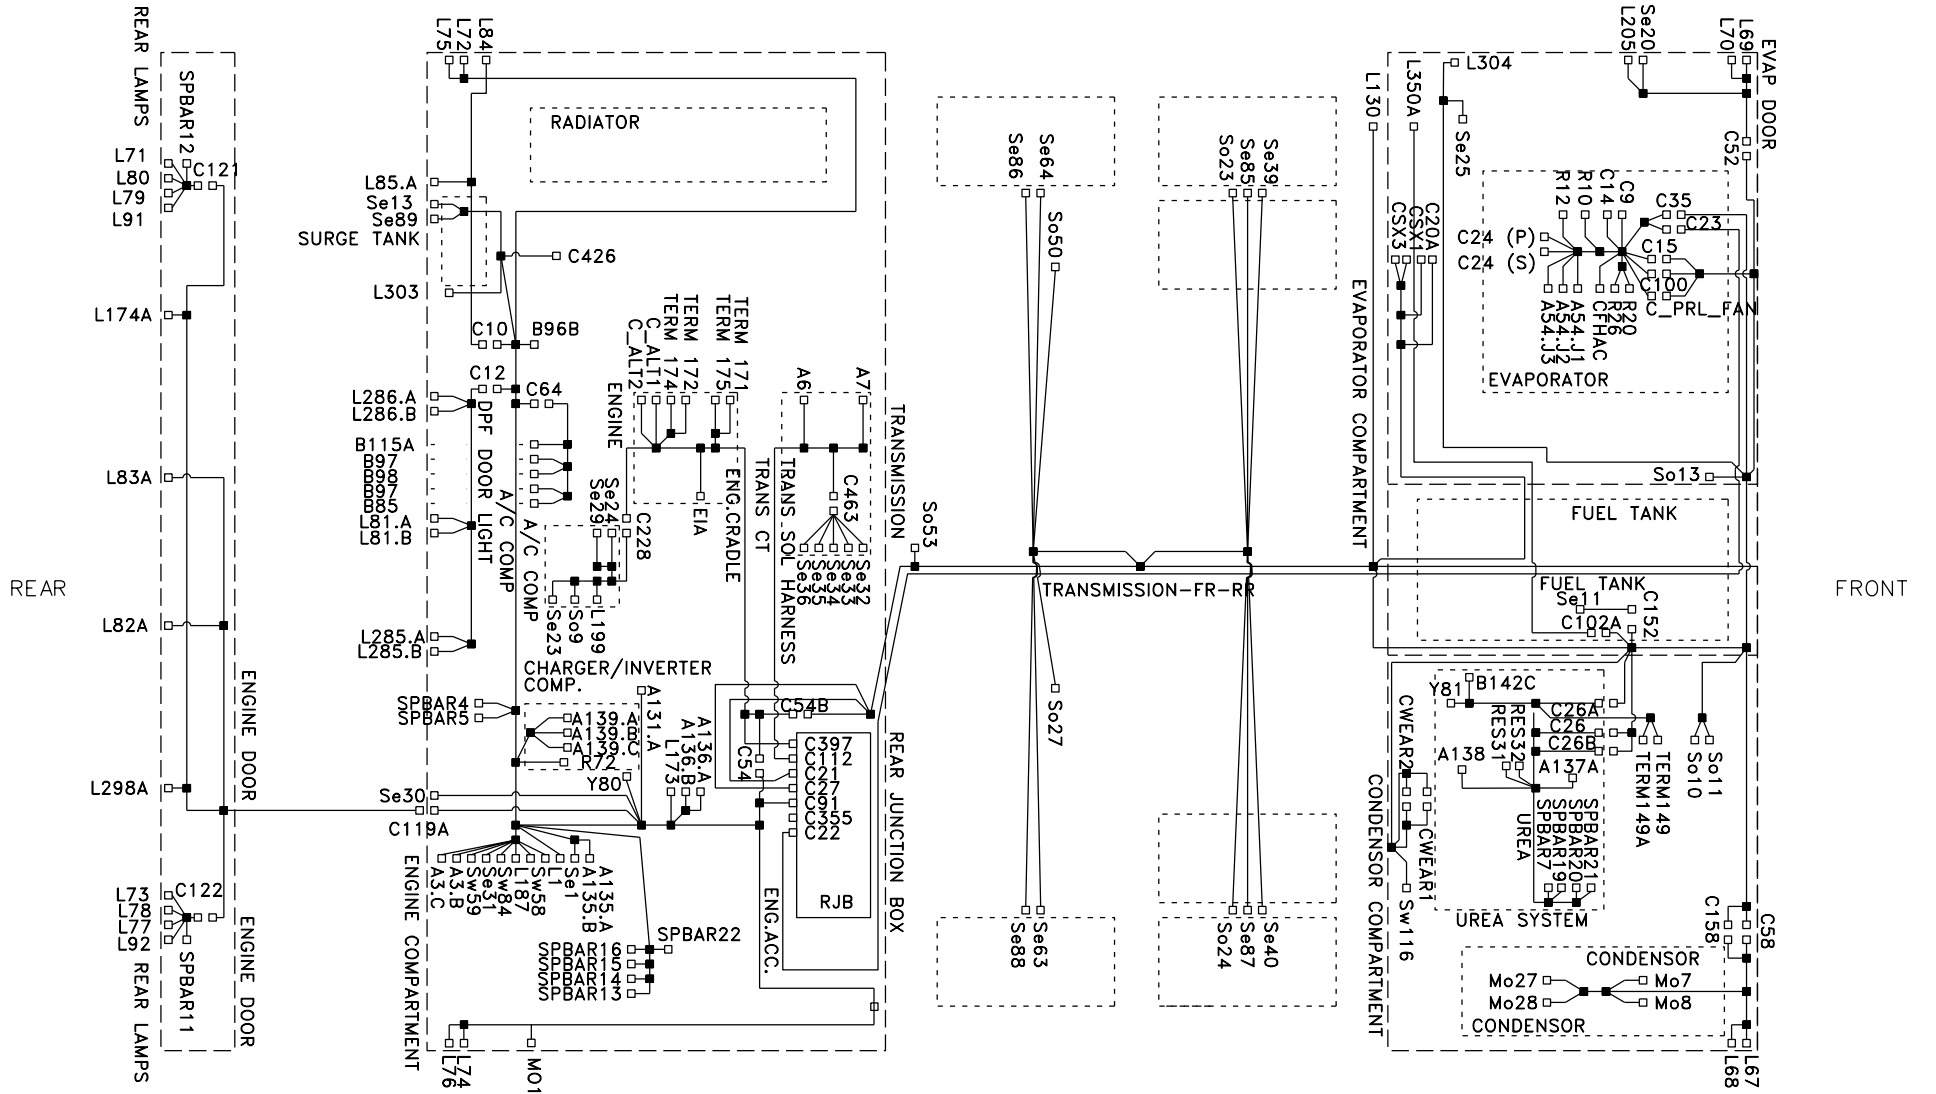 REAR LAMPS
SPBAR12
L71
L80
L79
L91
C121
L174A
L83A
REAR
L82A
L298A
ENGINE DOOR
L73
L78
L77
L92
C122
SPBAR11
ENGINE DOOR
REAR LAMPS
L75
L72
L84
RADIATOR
L85.A
Se13
Se89
SURGE TANK
C426
L303
C10
B96B
C12
C64
L286.A
L286.B
B115A
B97
B98
B97
B85
L81.A
L81.B
DPF DOOR LIGHT
A/C COMP
A/C COMP
L285.A
L285.B
ENGINE
C_ALT2
C_ALT1
TERM 174
TERM 172
TERM 175
TERM 171
Se29
Se24
C228
EIA
ENG.CRADLE
TRANS CT
TRANS SOL HARNESS
A6
A7
C463
Se36
Se35
Se34
Se33
Se32
TRANSMISSION
Se23
So9
L199
CHARGER/INVERTER
COMP.
SPBAR4
SPBAR5
A139.A
A139.B
A139.C
R72
Y80
A131.A
L173
A136.B
A136.A
C54
C54B
C397
C112
C21
C27
C91
C355
C22
RJB
REAR JUNCTION BOX
Se30
C119A
ENGINE COMPARTMENT
A3.C
A3.B
Sw59
Se31
Sw84
L187
Sw58
L1
Se1
A135.B
A135.A
SPBAR22
SPBAR16
SPBAR15
SPBAR14
SPBAR13
ENG.ACC.
L76
L74
MO1
So53
Se86
Se64
So50
So23
Se85
Se39
TRANSMISSION-FR-RR
So27
Se88
Se63
So24
Se87
Se40
L130
L350A
L304
Se25
L205
Se20
L70
L69
EVAP DOOR
C52
CSX3
CSX1
C20A
R12
R10
C14
C9
C35
C23
C24 (P)
C24 (S)
C15
C100
C_PRL_FAN
A54.J3
A54.J2
A54.J1
CFHAC
R26
R20
EVAPORATOR
EVAPORATOR COMPARTMENT
So13
FUEL TANK
FUEL TANK
Se11
C102A
C152
FRONT
Y81
B142C
C26A
C26
C26B
RES31
RES32
A138
A137A
CWEAR2
CWEAR1
UREA
SPBAR7
SPBAR19
SPBAR20
SPBAR21
UREA SYSTEM
TERM149A
TERM149
So10
So11
Sw116
CONDENSOR COMPARTMENT
C158
C58
CONDENSOR
Mo27
Mo28
Mo7
Mo8
CONDENSOR
L68
L67